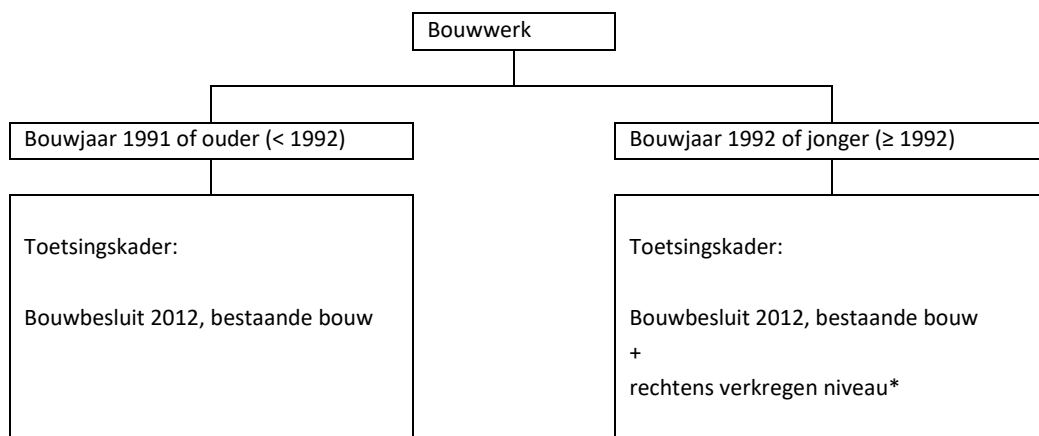 Bouwwerk
Bouwjaar 1991 of ouder (< 1992)
Toetsingskader:
Bouwbesluit 2012, bestaande bouw
Bouwjaar 1992 of jonger (≥ 1992)
Toetsingskader:
Bouwbesluit 2012, bestaande bouw
+
rechtens verkregen niveau*